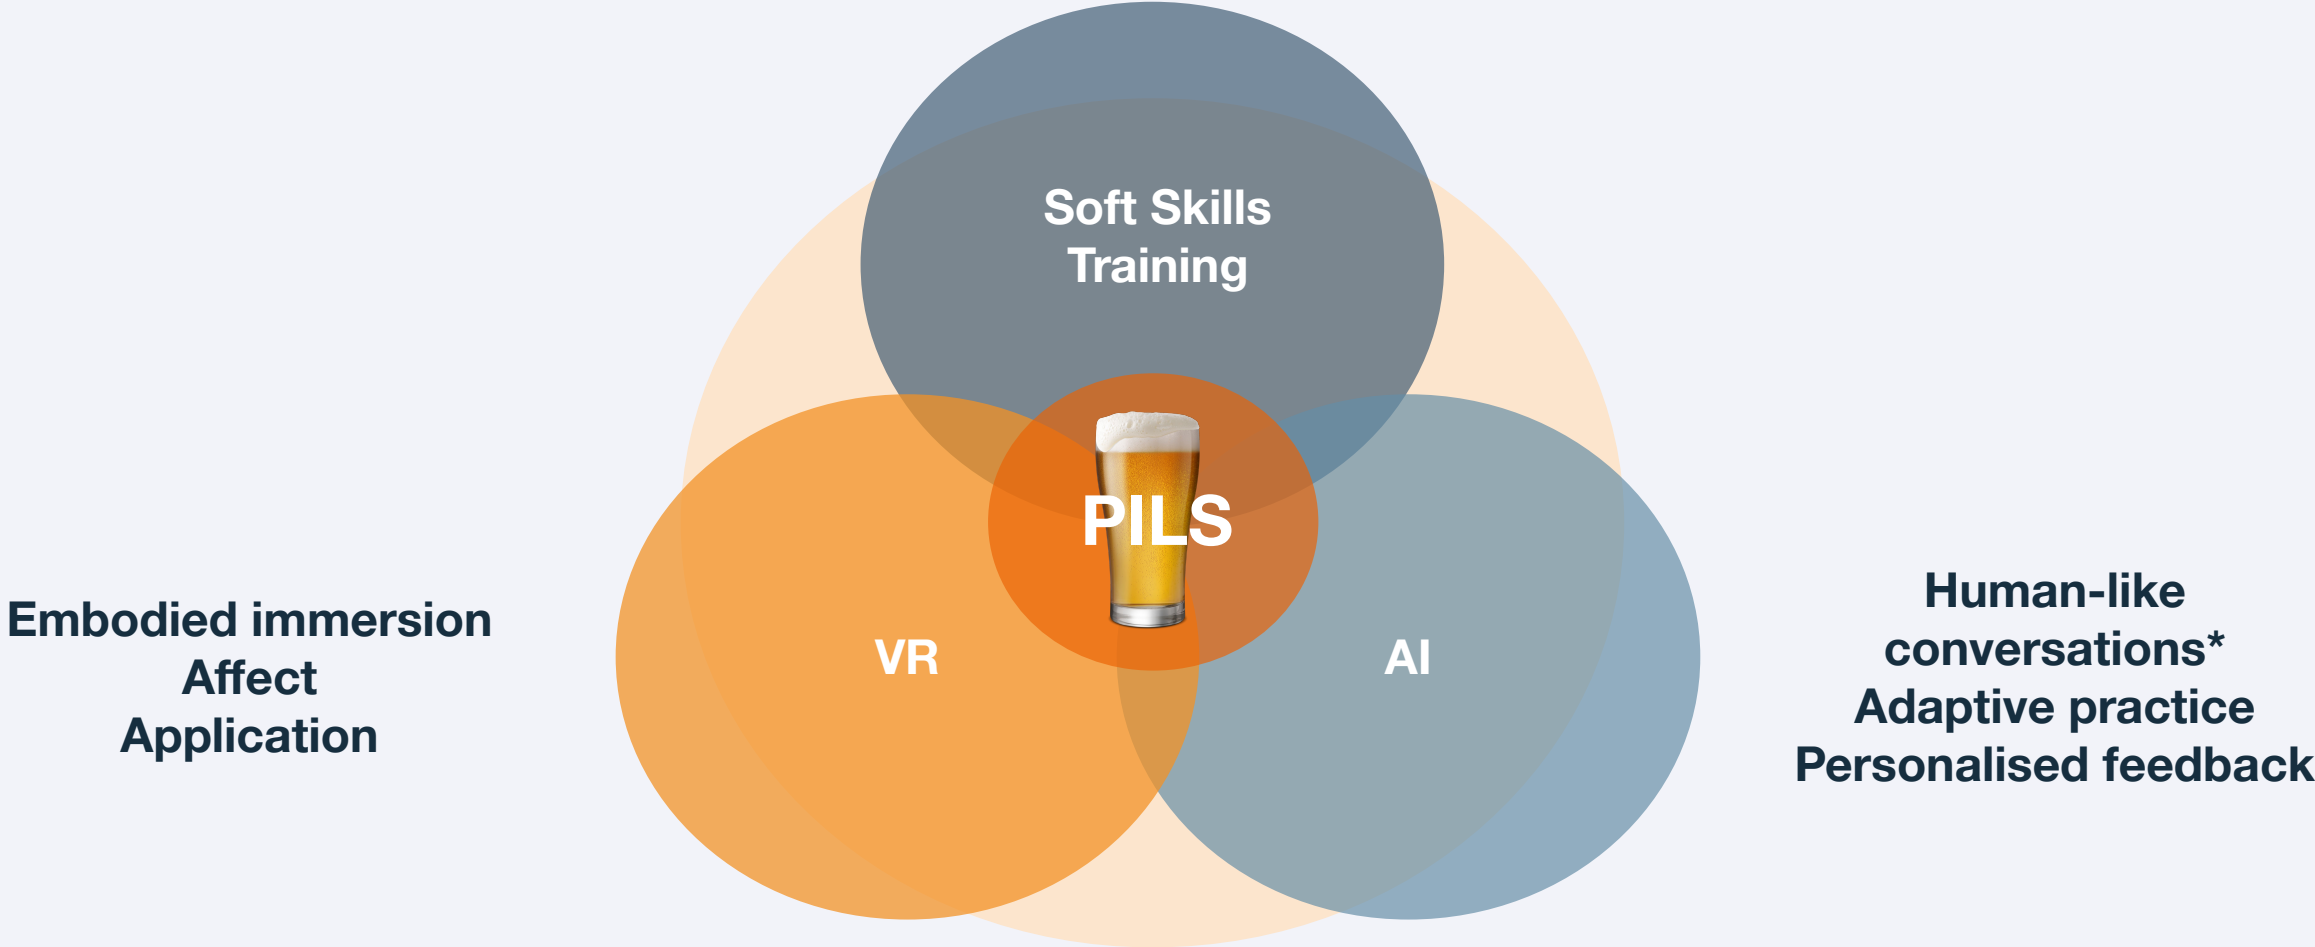 Soft Skills
Training
PILS
VR
AI
Embodied immersion
Affect
Application
Human-like
conversations*
Adaptive practice
Personalised feedback